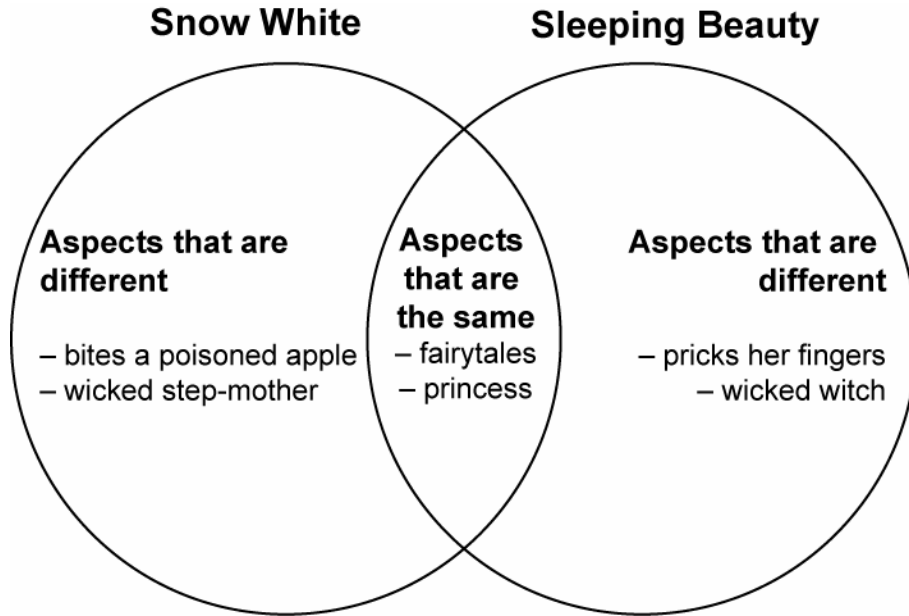 Snow White
Sleeping Beauty
Aspects that are
different
– bites a poisoned apple
– wicked step-mother
Aspects
that are
the same
– fairytales
– princess
Aspects that are
different
– pricks her fingers
– wicked witch